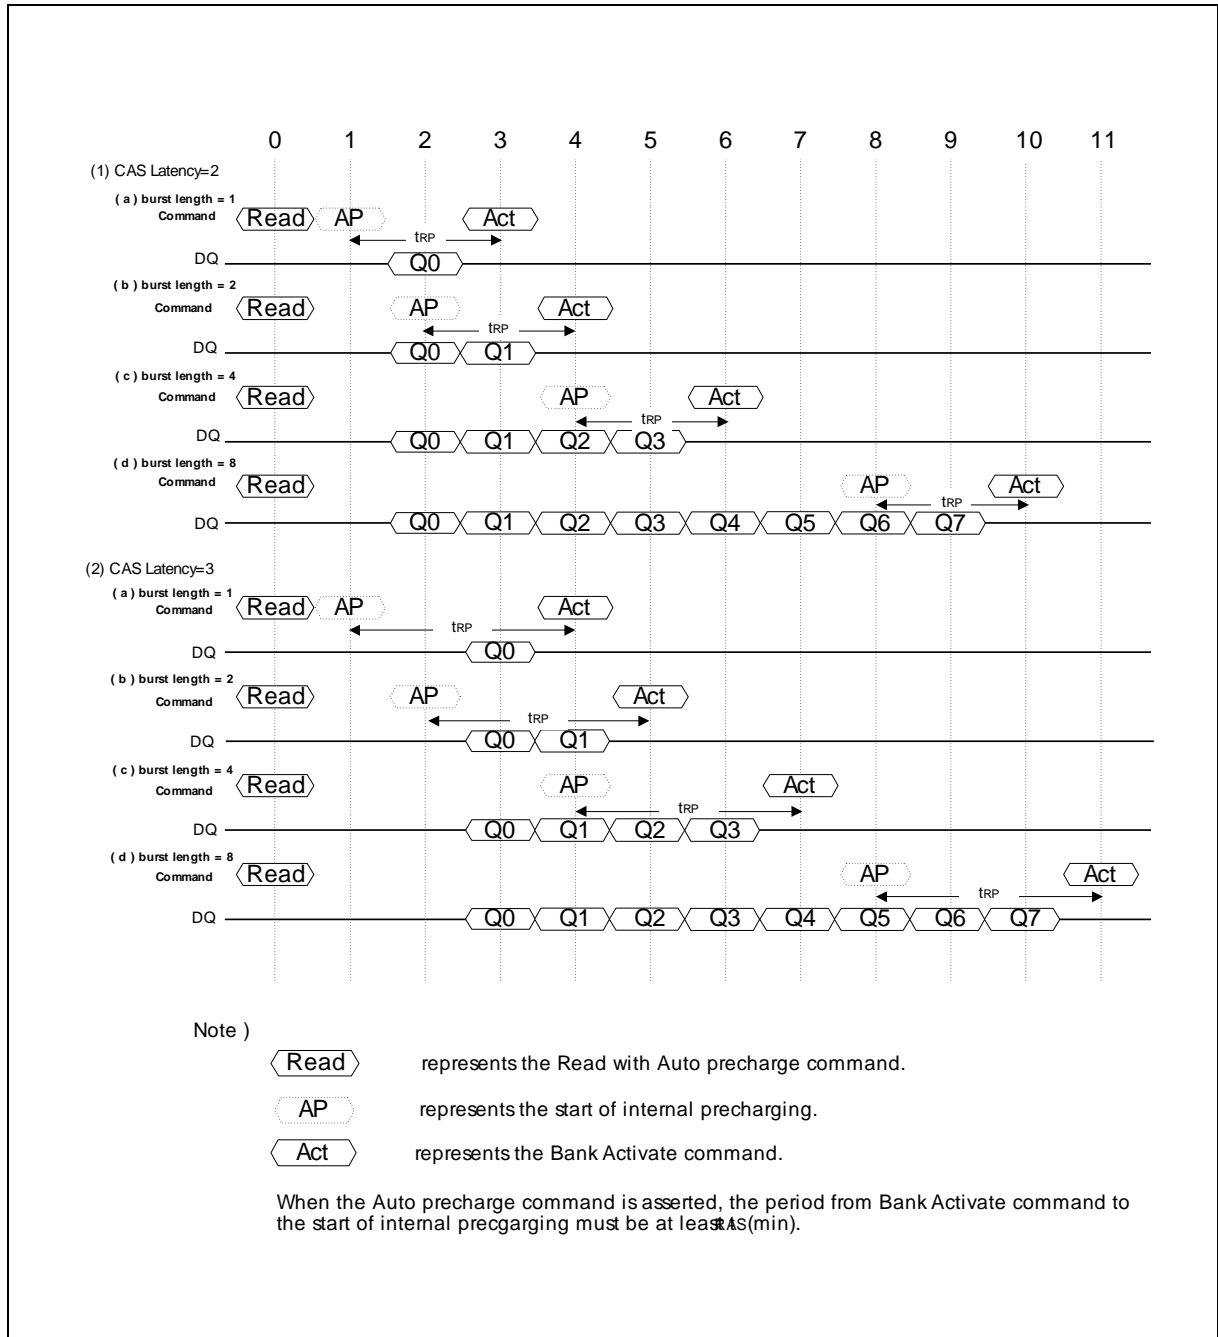 0 1 2 3 4 5 6 7 8 9 10 11
(1) CAS Latency=2
( a ) burst length = 1
Command Read AP Act
tRP
DQ Q0
( b ) burst length = 2
Command Read AP Act
tRP
DQ Q0 Q1
( c ) burst length = 4
Command Read AP Act
tRP
DQ Q0 Q1 Q2 Q3
( d ) burst length = 8
Command Read AP Act
tRP
DQ Q0 Q1 Q2 Q3 Q4 Q5 Q6 Q7
(2) CAS Latency=3
( a ) burst length = 1
Command Read AP Act
tRP
DQ Q0
( b ) burst length = 2
Command Read AP Act
tRP
DQ Q0 Q1
( c ) burst length = 4
Command Read AP Act
tRP
DQ Q0 Q1 Q2 Q3
( d ) burst length = 8
Command Read AP Act
tRP
DQ Q0 Q1 Q2 Q3 Q4 Q5 Q6 Q7
Note )
Read represents the Read with Auto precharge command.
AP represents the start of internal precharging.
Act represents the Bank Activate command.
When the Auto precharge command is asserted, the period from Bank Activate command to
the start of internal precgarging must be at least tRAS(min).